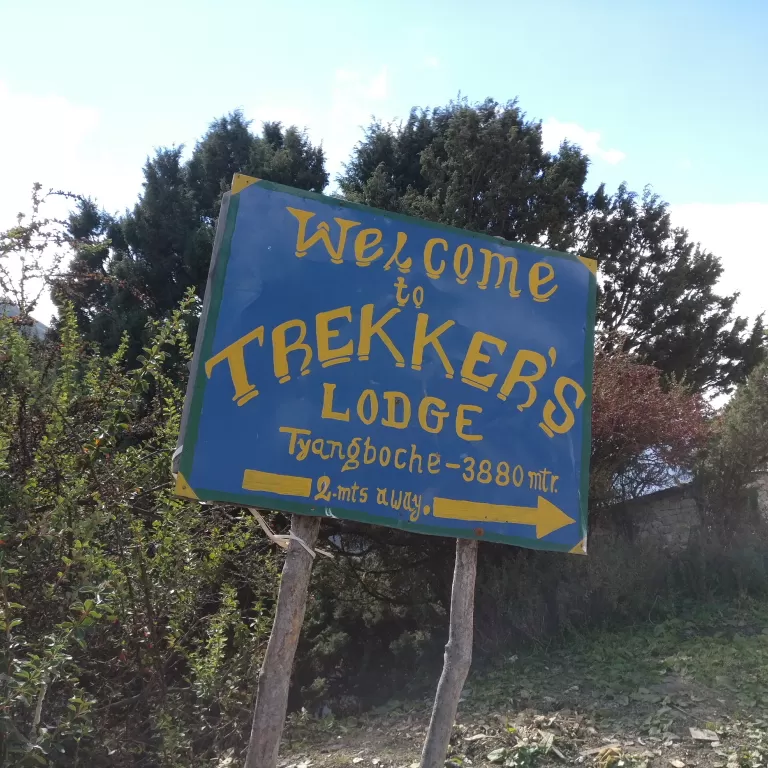 Welcome
to
TREKKER'S
LODGE
Tyangboche-3880 mtr.
2-mts away.